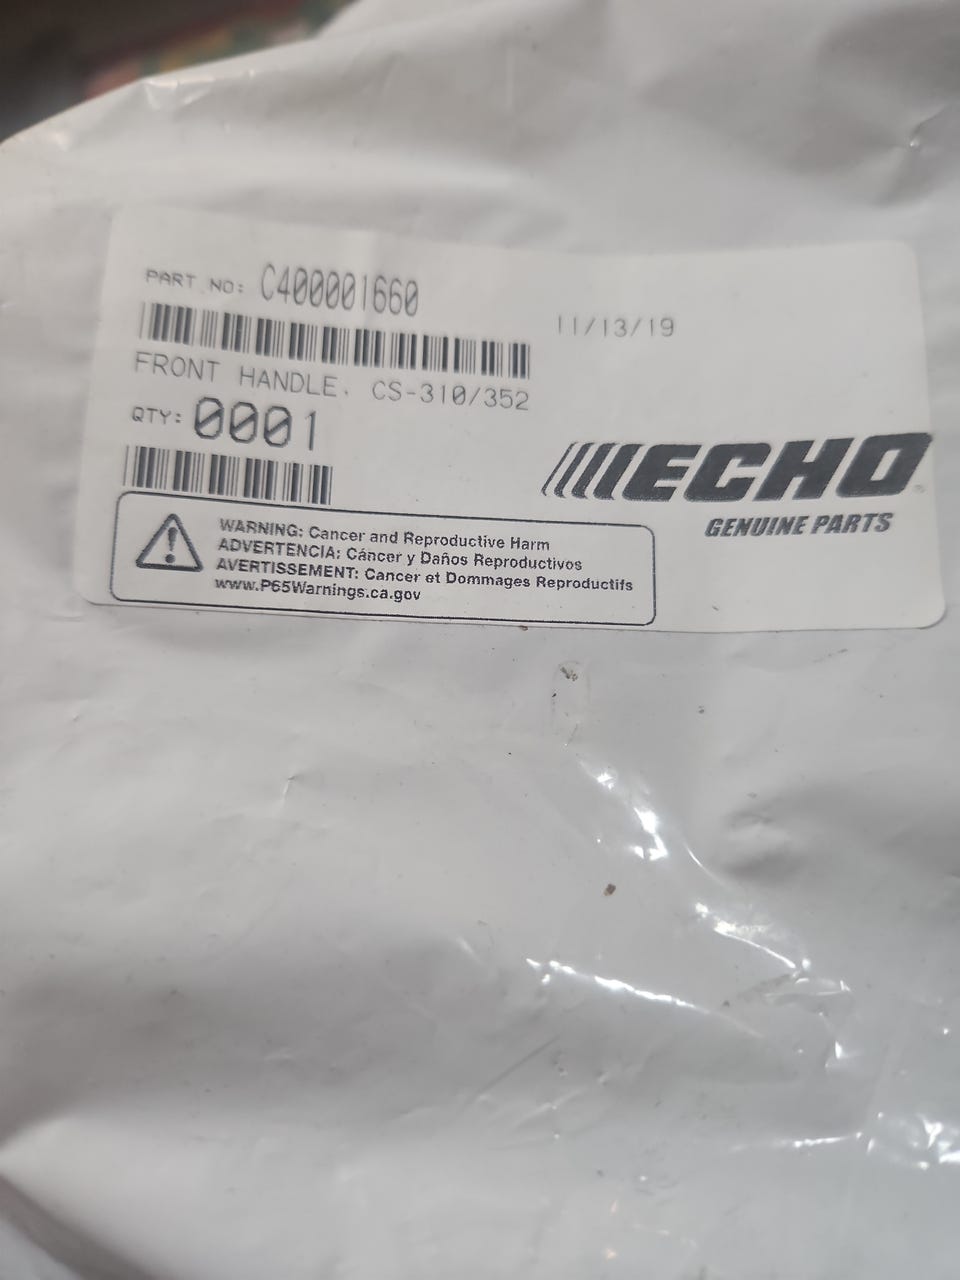 PART NO: C400001660
11/13/19
FRONT HANDLE, CS-310/352
QTY: 0001
ECHO
GENUINE PARTS
WARNING: Cancer and Reproductive Harm
ADVERTENCIA: Cáncer y Daños Reproductivos
AVERTISSEMENT: Cancer et Dommages Reproductifs
www.P65Warnings.ca.gov